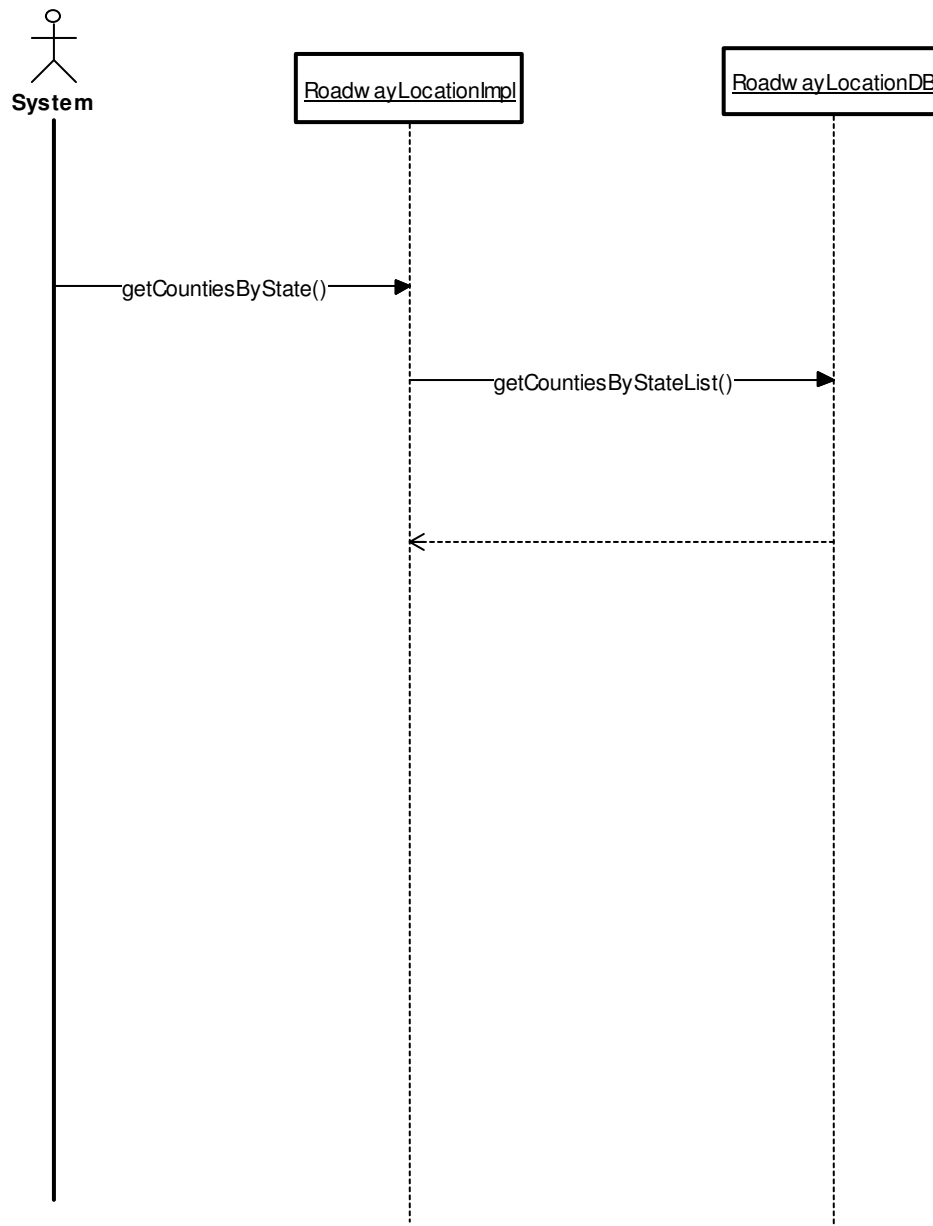 System
RoadwayLocationImpl
RoadwayLocationDB
getCountiesByState()
getCountiesByStateList()